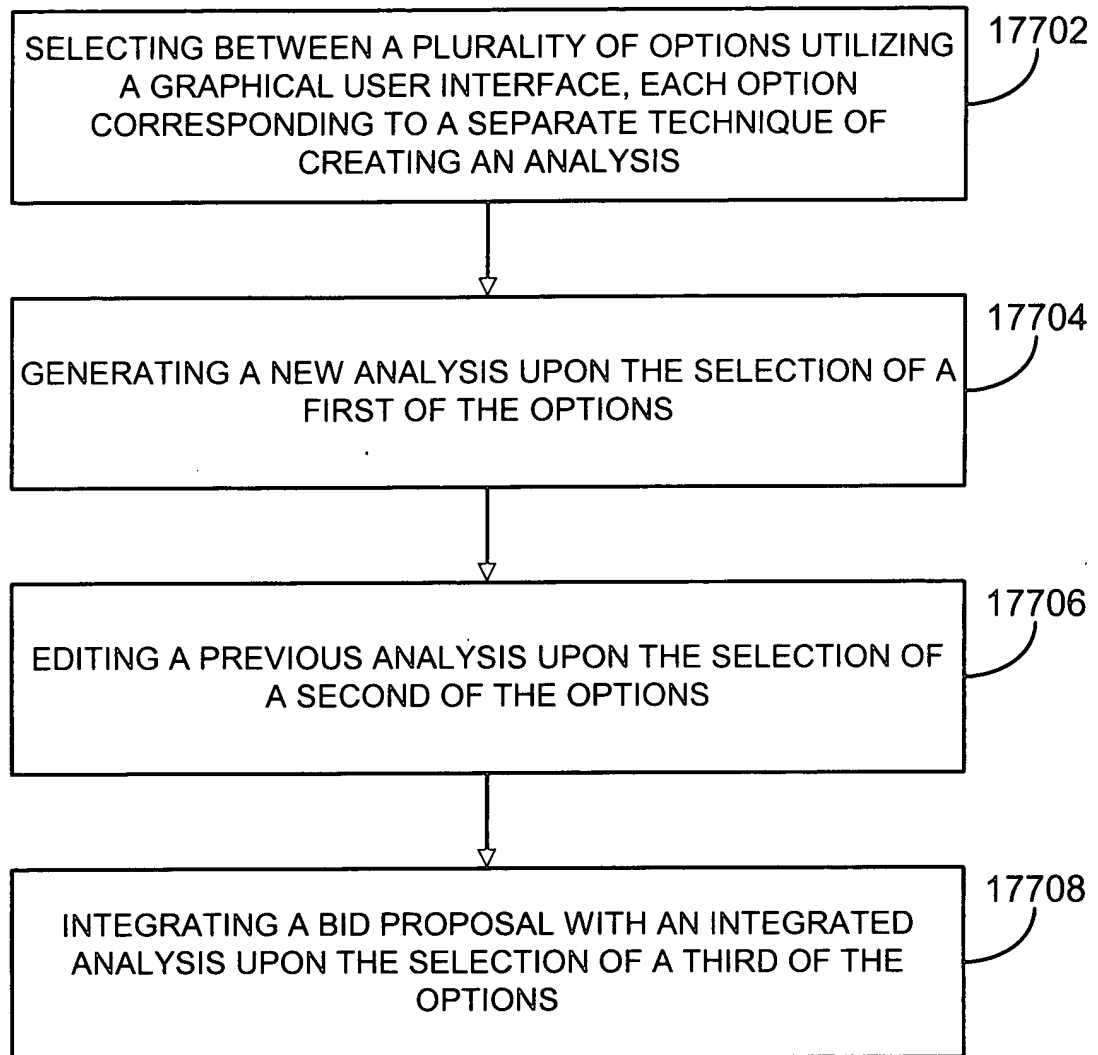 SELECTING BETWEEN A PLURALITY OF OPTIONS UTILIZING
A GRAPHICAL USER INTERFACE, EACH OPTION
CORRESPONDING TO A SEPARATE TECHNIQUE OF
CREATING AN ANALYSIS
17702
GENERATING A NEW ANALYSIS UPON THE SELECTION OF A
FIRST OF THE OPTIONS
17704
EDITING A PREVIOUS ANALYSIS UPON THE SELECTION OF
A SECOND OF THE OPTIONS
17706
INTEGRATING A BID PROPOSAL WITH AN INTEGRATED
ANALYSIS UPON THE SELECTION OF A THIRD OF THE
OPTIONS
17708